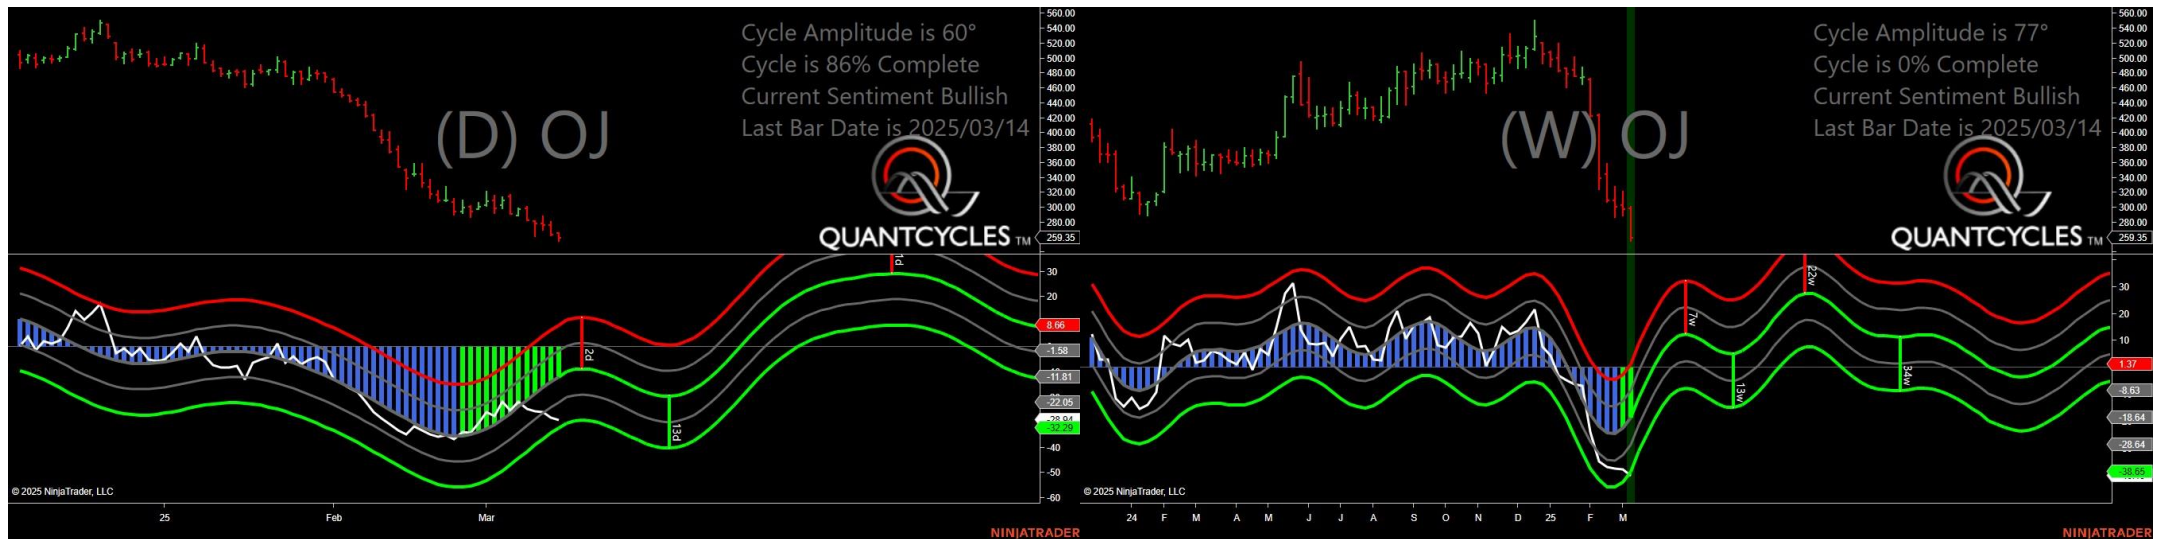 Cycle Amplitude is 60°
Cycle is 86% Complete
Current Sentiment Bullish
Last Bar Date is 2025/03/14
(D) OJ
QUANTCYCLES TM
560.00
540.00
520.00
500.00
480.00
460.00
440.00
420.00
400.00
380.00
360.00
340.00
320.00
300.00
280.00
259.35
1d
2d
13d
30
20
8.66
-1.58
-11.81
-22.05
-28.94
-32.29
-40
-50
-60
© 2025 NinjaTrader, LLC
25 Feb Mar
NINJATRADER
Cycle Amplitude is 77°
Cycle is 0% Complete
Current Sentiment Bullish
Last Bar Date is 2025/03/14
(W) OJ
QUANTCYCLES TM
560.00
540.00
520.00
500.00
480.00
460.00
440.00
420.00
400.00
380.00
360.00
340.00
320.00
300.00
280.00
259.35
7w
22w
13w
34w
30
20
10
1.37
-8.63
-18.64
-28.64
-38.65
© 2025 NinjaTrader, LLC
24 F M A M J J A S O N D 25 F M
NINJATRADER